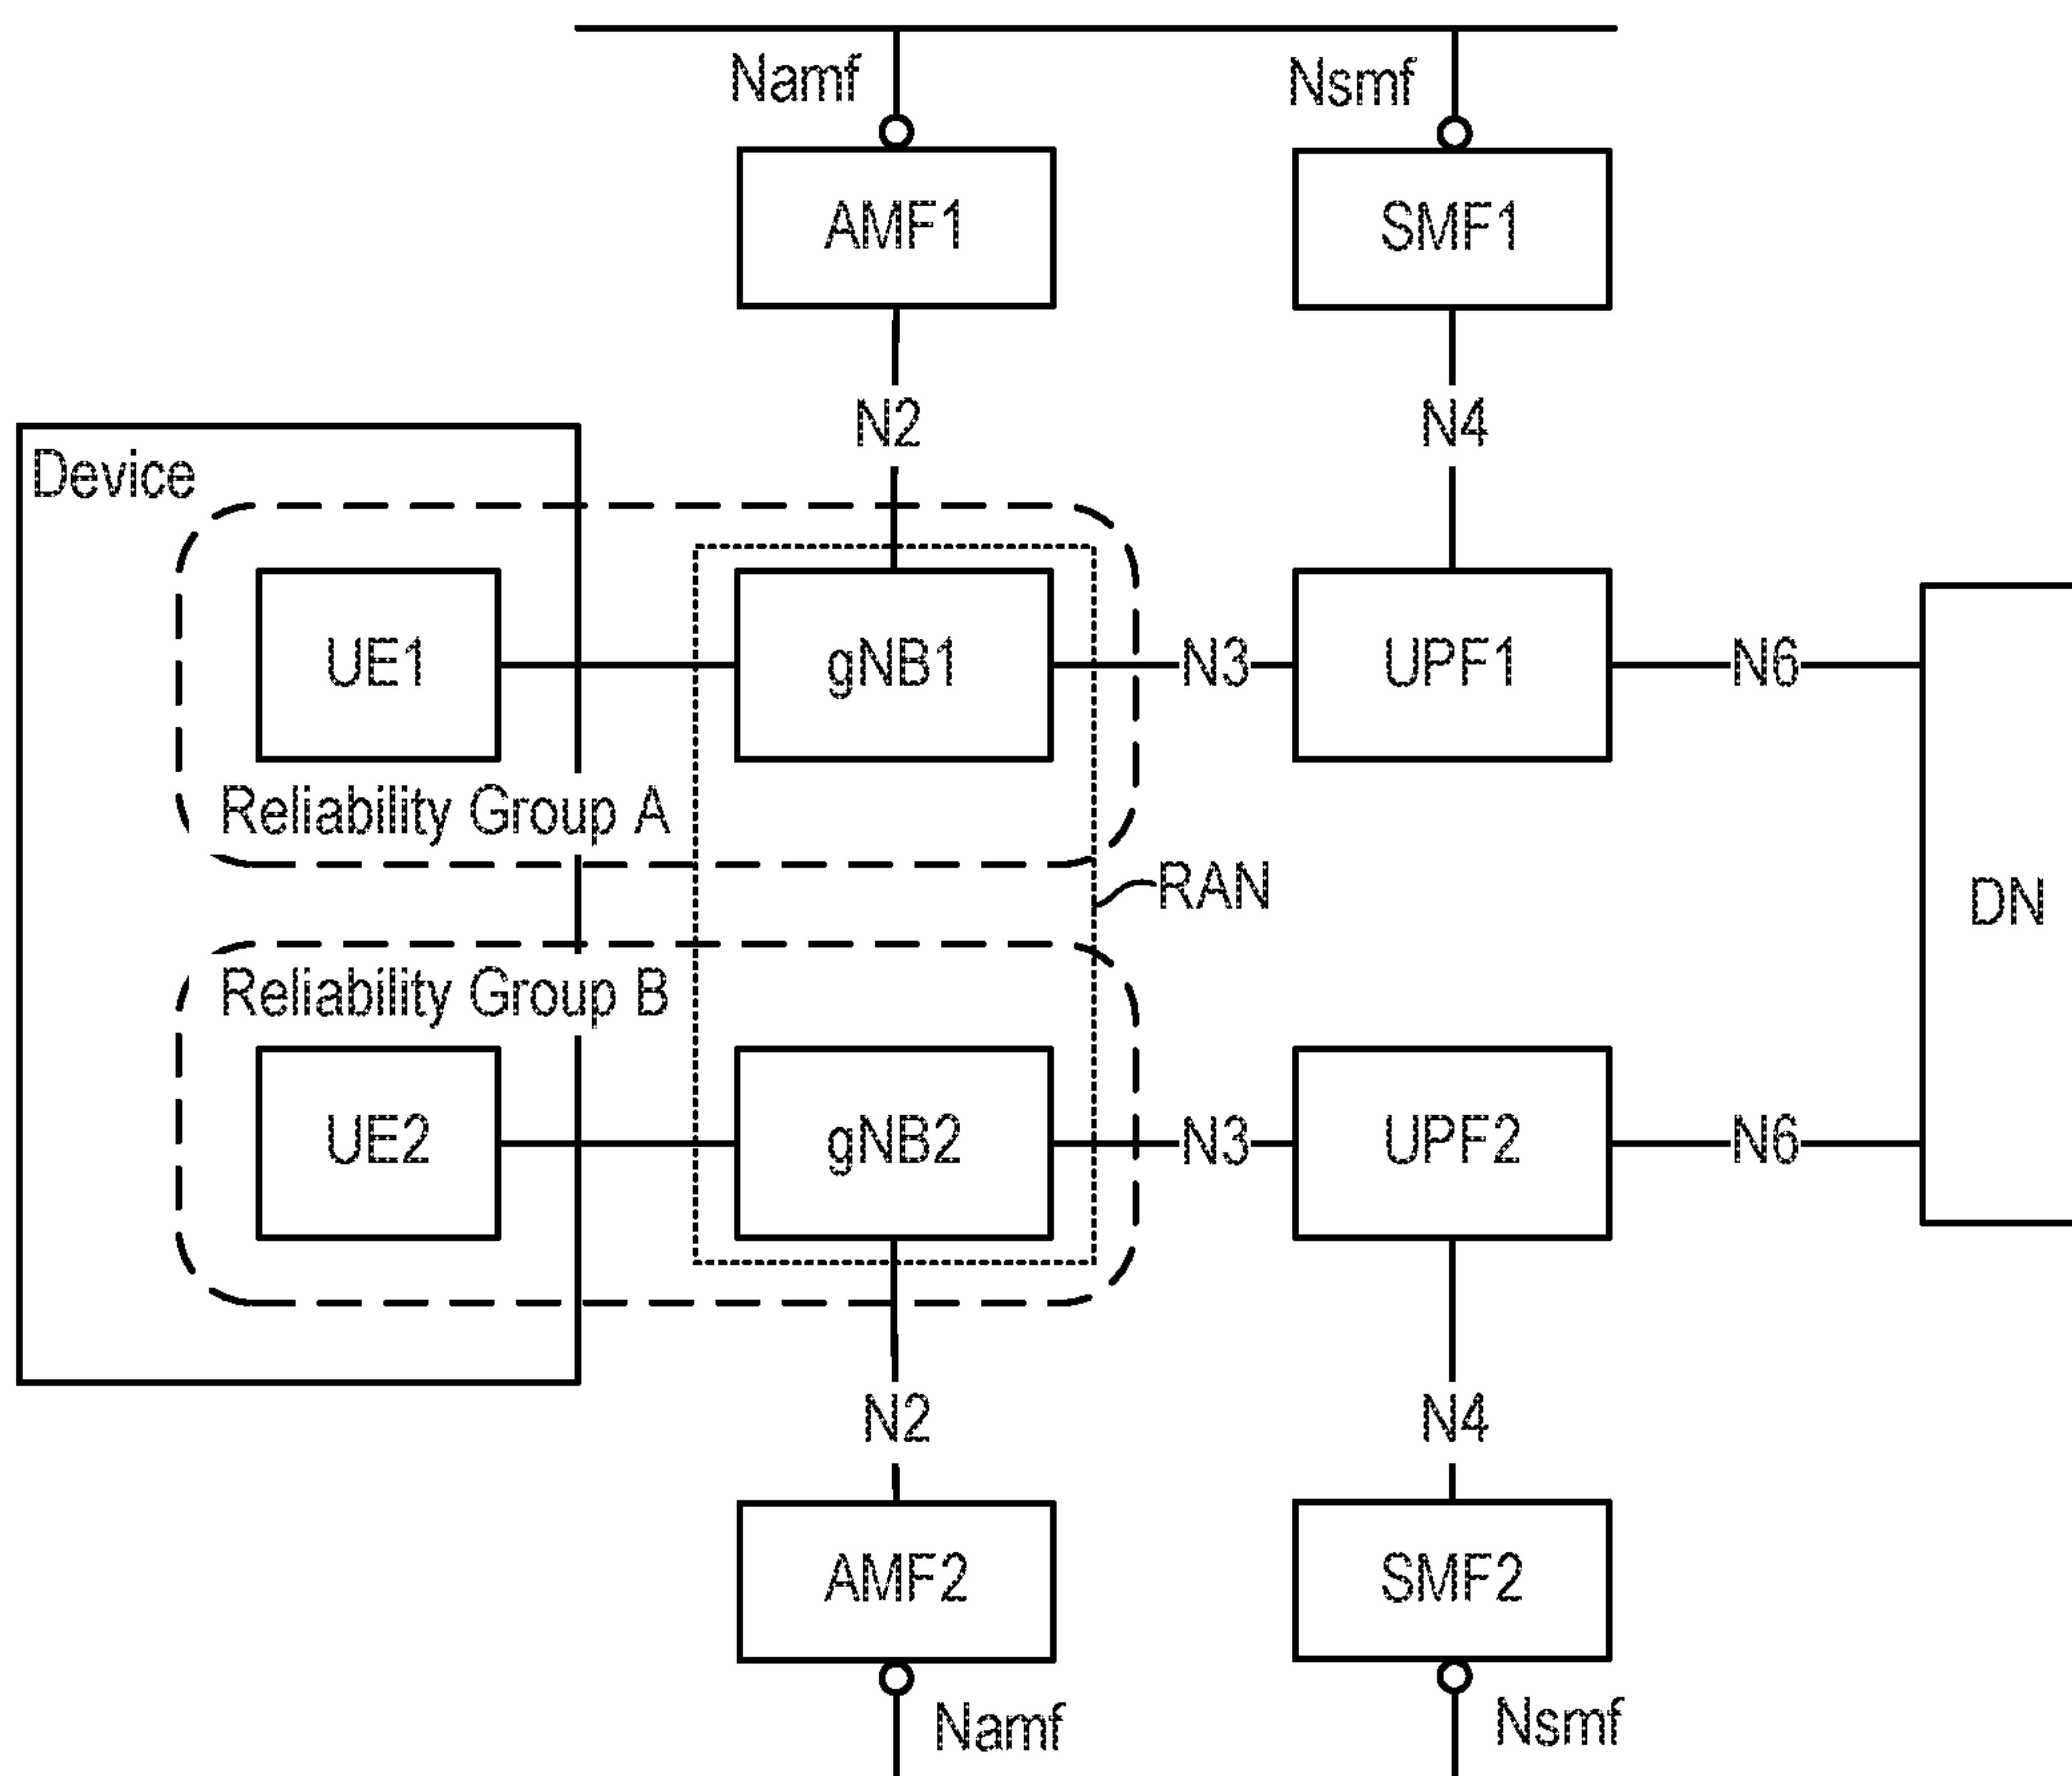 Namf
Nsmf
AMF1
SMF1
N2
N4
Device
UE1
gNB1
N3
UPF1
N6
Reliability Group A
RAN
DN
Reliability Group B
UE2
gNB2
N3
UPF2
N6
N2
N4
AMF2
SMF2
Namf
Nsmf